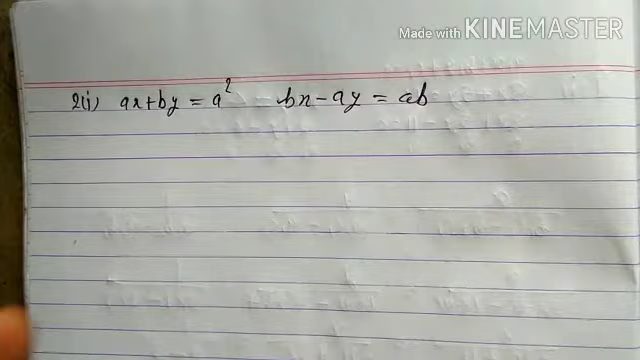 Made with KINEMASTER
2(i) ax+by = a² bx-ay = ab